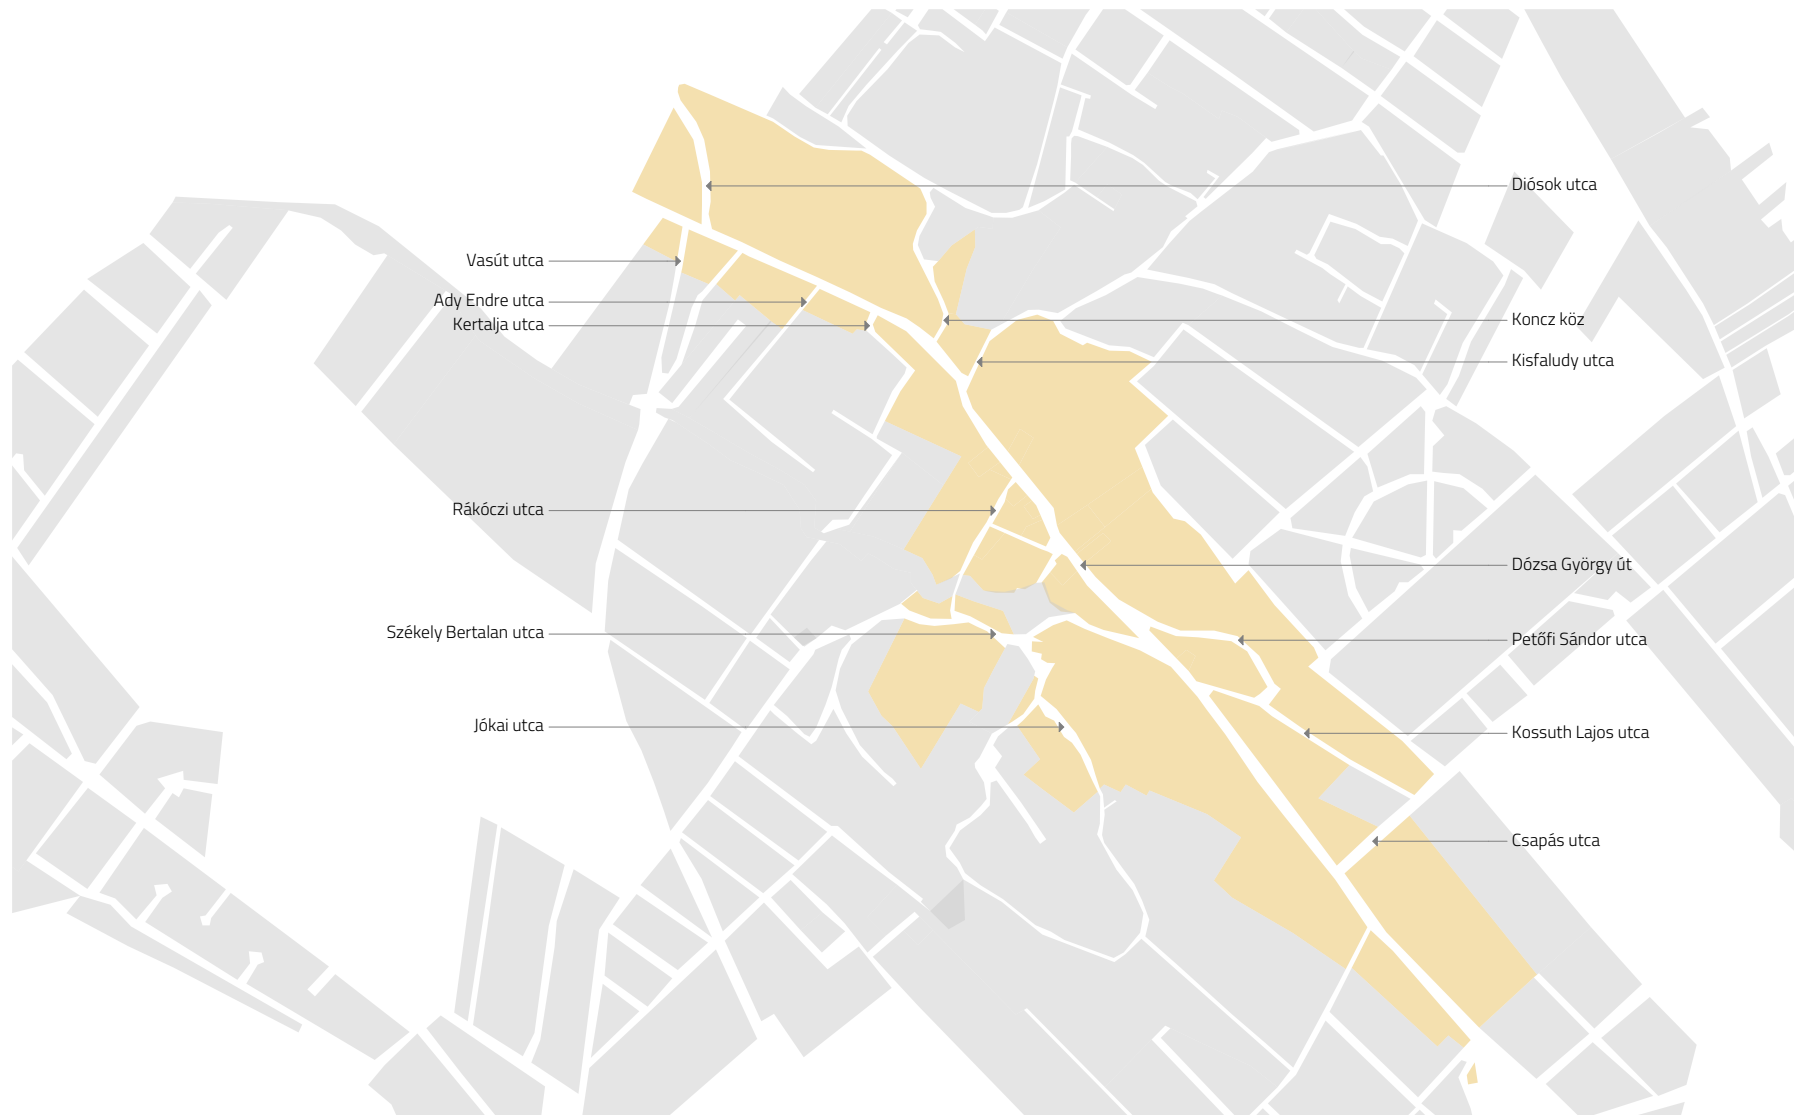 Diósok utca
Vasút utca
Ady Endre utca
Kertalja utca
Koncz köz
Kisfaludy utca
Rákóczi utca
Dózsa György út
Székely Bertalan utca
Petőfi Sándor utca
Jókai utca
Kossuth Lajos utca
Csapás utca